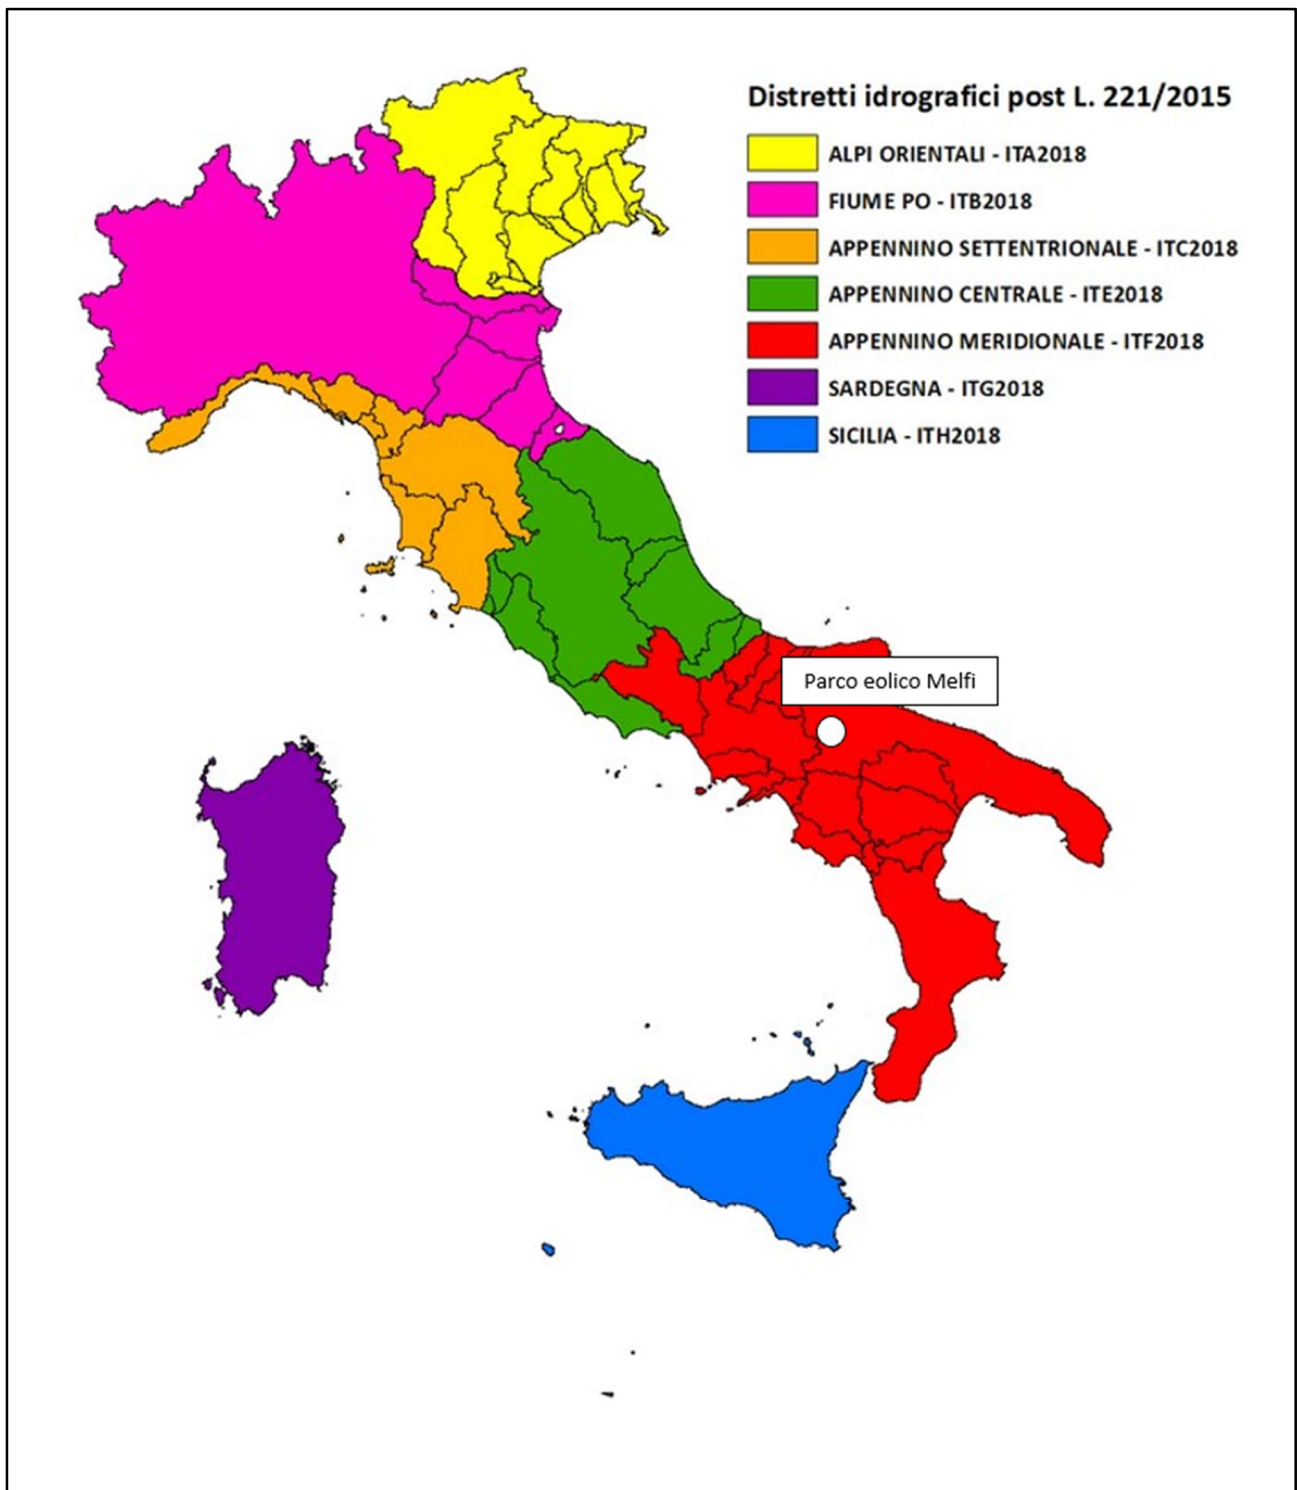 Distretti idrografici post L. 221/2015
ALPI ORIENTALI - ITA2018
FIUME PO - ITB2018
APPENNINO SETTENTRIONALE - ITC2018
APPENNINO CENTRALE - ITE2018
APPENNINO MERIDIONALE - ITF2018
SARDEGNA - ITG2018
SICILIA - ITH2018
Parco eolico Melfi